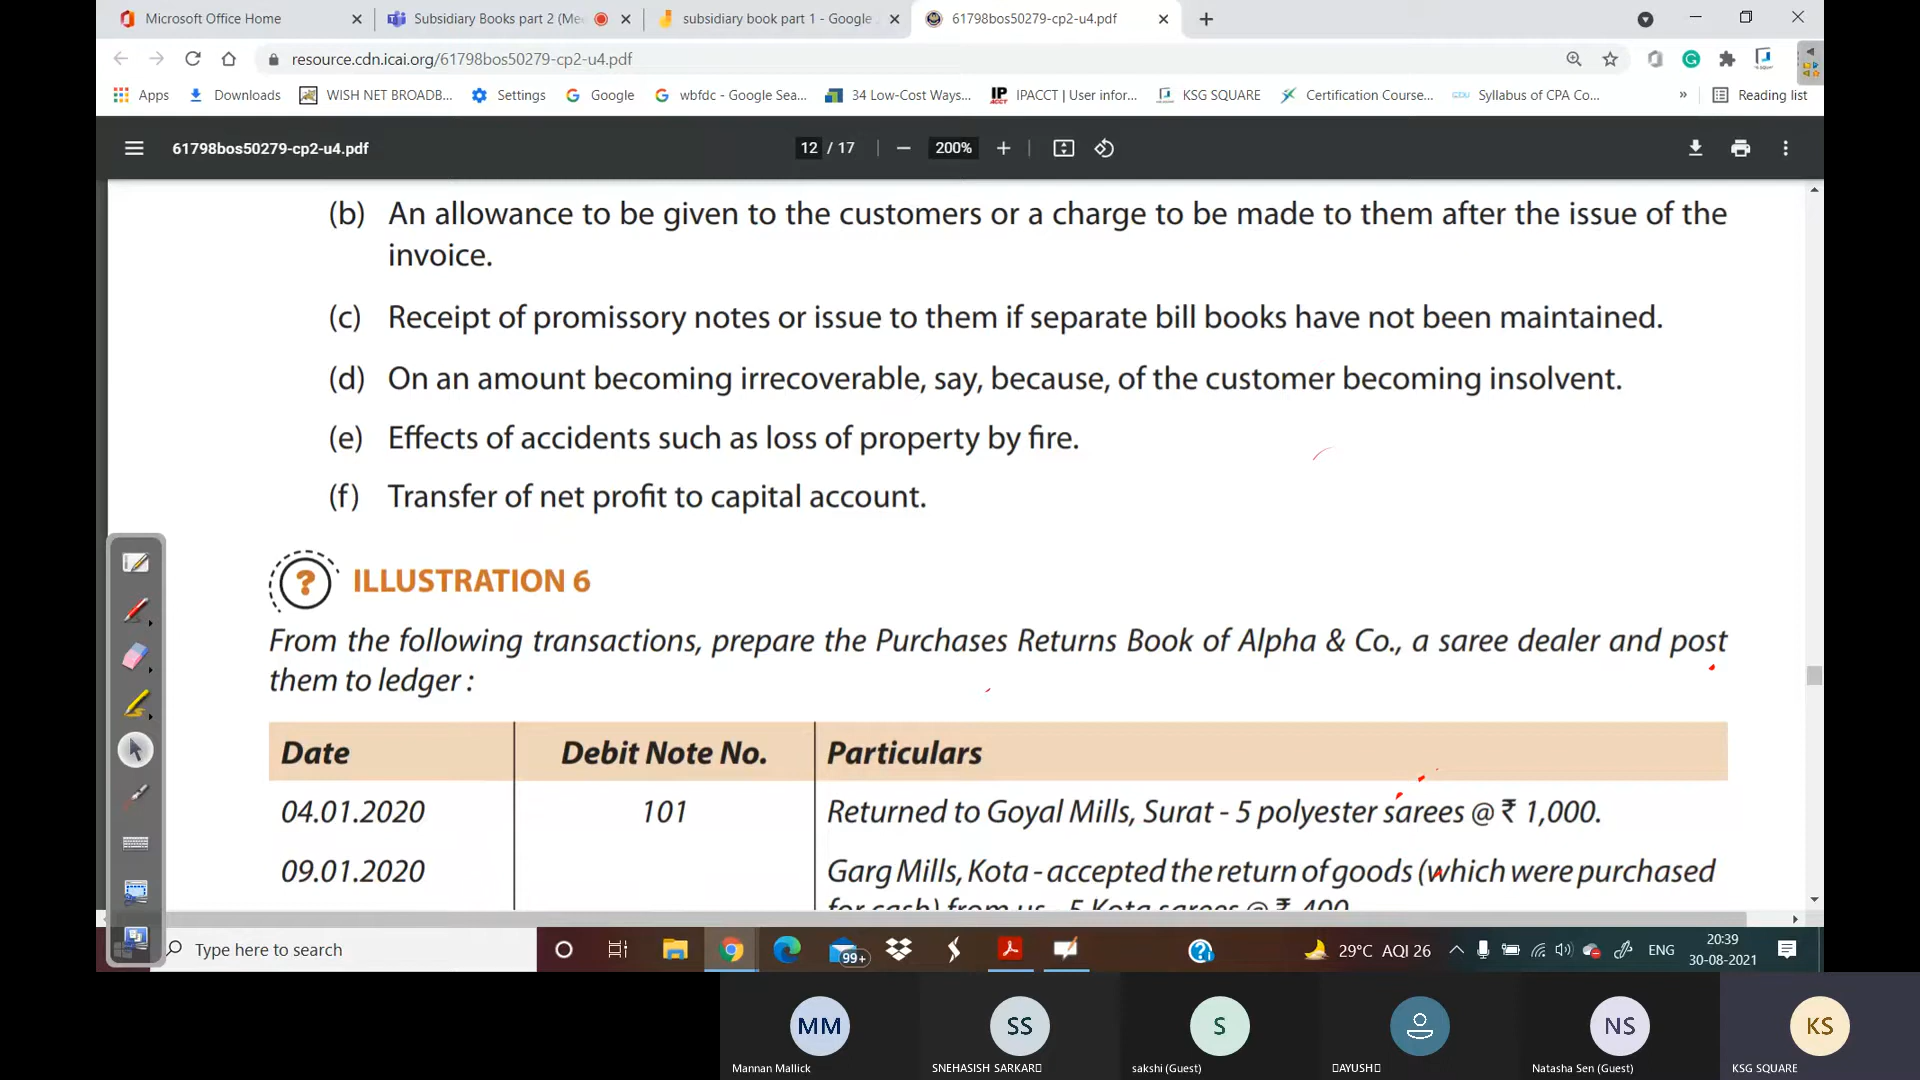 Microsoft Office Home
Subsidiary Books part 2 (Me
subsidiary book part 1 - Google
61798bos50279-cp2-u4.pdf
resource.cdn.icai.org/61798bos50279-cp2-u4.pdf
Apps
Downloads
WISH NET BROADB...
Settings
Google
wbfdc - Google Sea...
34 Low-Cost Ways...
IPACCT | User infor...
KSG SQUARE
Certification Course...
Syllabus of CPA Co...
»
Reading list
61798bos50279-cp2-u4.pdf
12 / 17
200%
(b) An allowance to be given to the customers or a charge to be made to them after the issue of the
invoice.
(c) Receipt of promissory notes or issue to them if separate bill books have not been maintained.
(d) On an amount becoming irrecoverable, say, because, of the customer becoming insolvent.
(e) Effects of accidents such as loss of property by fire.
(f) Transfer of net profit to capital account.
? ILLUSTRATION 6
From the following transactions, prepare the Purchases Returns Book of Alpha & Co., a saree dealer and post
them to ledger :
Date Debit Note No. Particulars
04.01.2020 101 Returned to Goyal Mills, Surat - 5 polyester sarees @ ₹ 1,000.
09.01.2020 Garg Mills, Kota - accepted the return of goods (which were purchased
for cash) from us - 5 Kota sarees @ ₹ 400
Type here to search
99+
29°C AQI 26
ENG
20:39
30-08-2021
MM
SS
S
NS
KS
Mannan Mallick
SNEHASISH SARKAR
sakshi (Guest)
AYUSH
Natasha Sen (Guest)
KSG SQUARE